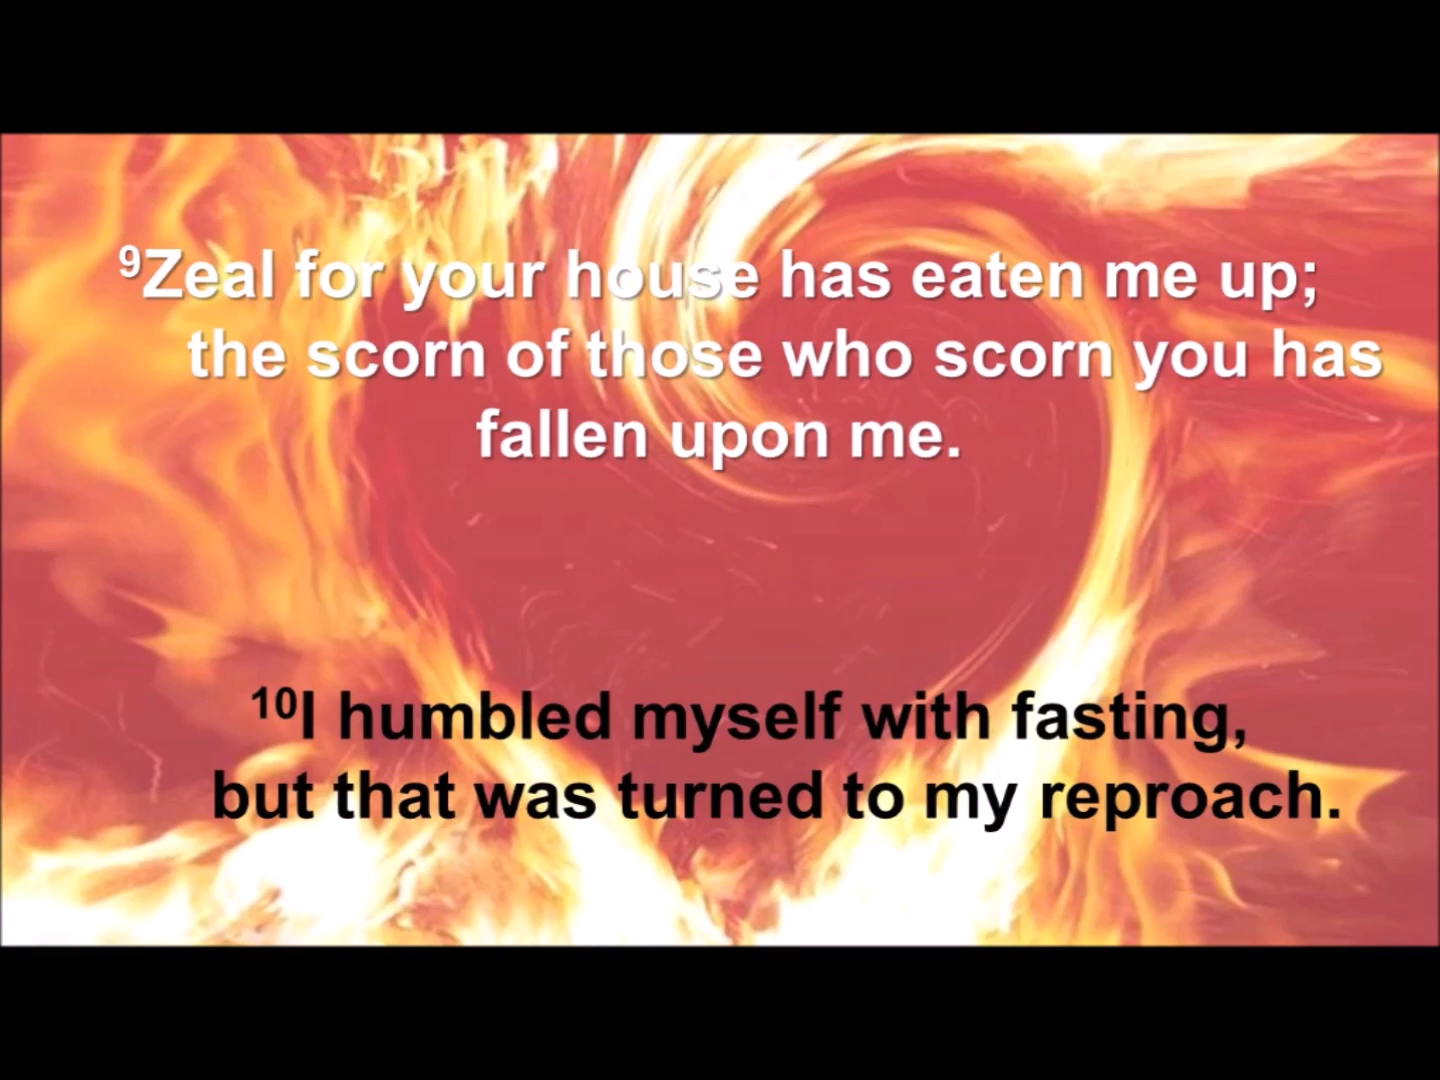 ⁹Zeal for your house has eaten me up;
the scorn of those who scorn you has
fallen upon me.
¹⁰I humbled myself with fasting,
but that was turned to my reproach.